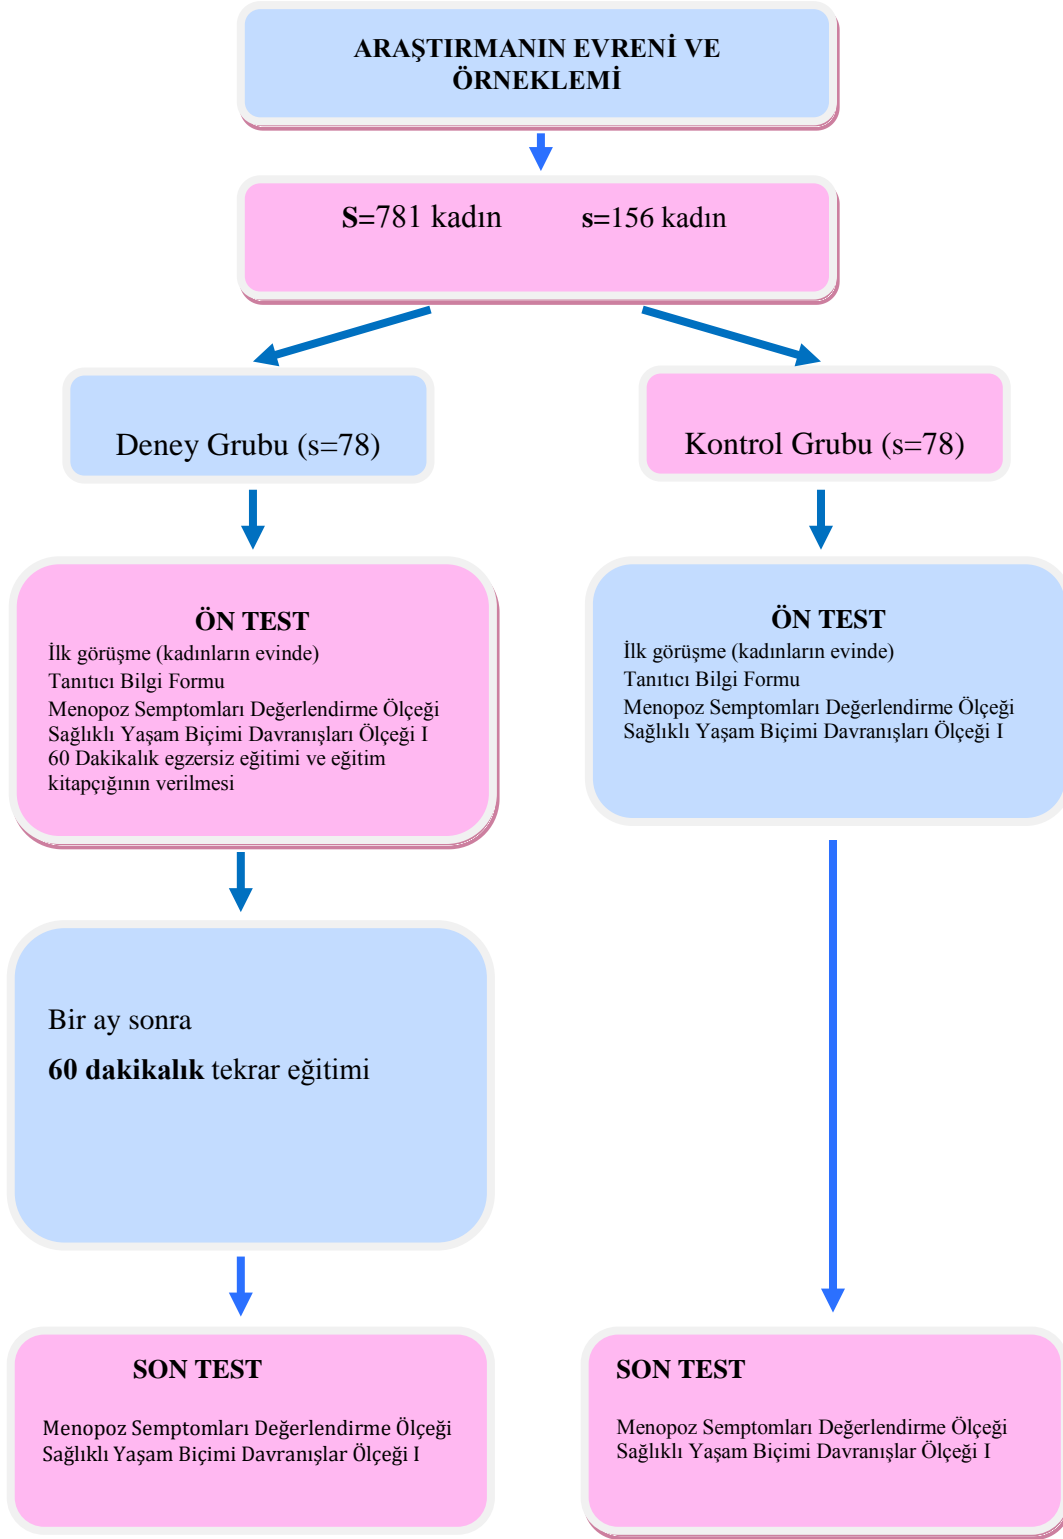 ARAŞTIRMANIN EVRENİ VE
ÖRNEKLEMİ
S=781 kadın s=156 kadın
Deney Grubu (s=78)
Kontrol Grubu (s=78)
ÖN TEST
İlk görüşme (kadınların evinde)
Tanıtıcı Bilgi Formu
Menopoz Semptomları Değerlendirme Ölçeği
Sağlıklı Yaşam Biçimi Davranışları Ölçeği I
60 Dakikalık egzersiz eğitimi ve eğitim
kitapçığının verilmesi
ÖN TEST
İlk görüşme (kadınların evinde)
Tanıtıcı Bilgi Formu
Menopoz Semptomları Değerlendirme Ölçeği
Sağlıklı Yaşam Biçimi Davranışları Ölçeği I
Bir ay sonra
60 dakikalık tekrar eğitimi
SON TEST
Menopoz Semptomları Değerlendirme Ölçeği
Sağlıklı Yaşam Biçimi Davranışlar Ölçeği I
SON TEST
Menopoz Semptomları Değerlendirme Ölçeği
Sağlıklı Yaşam Biçimi Davranışlar Ölçeği I